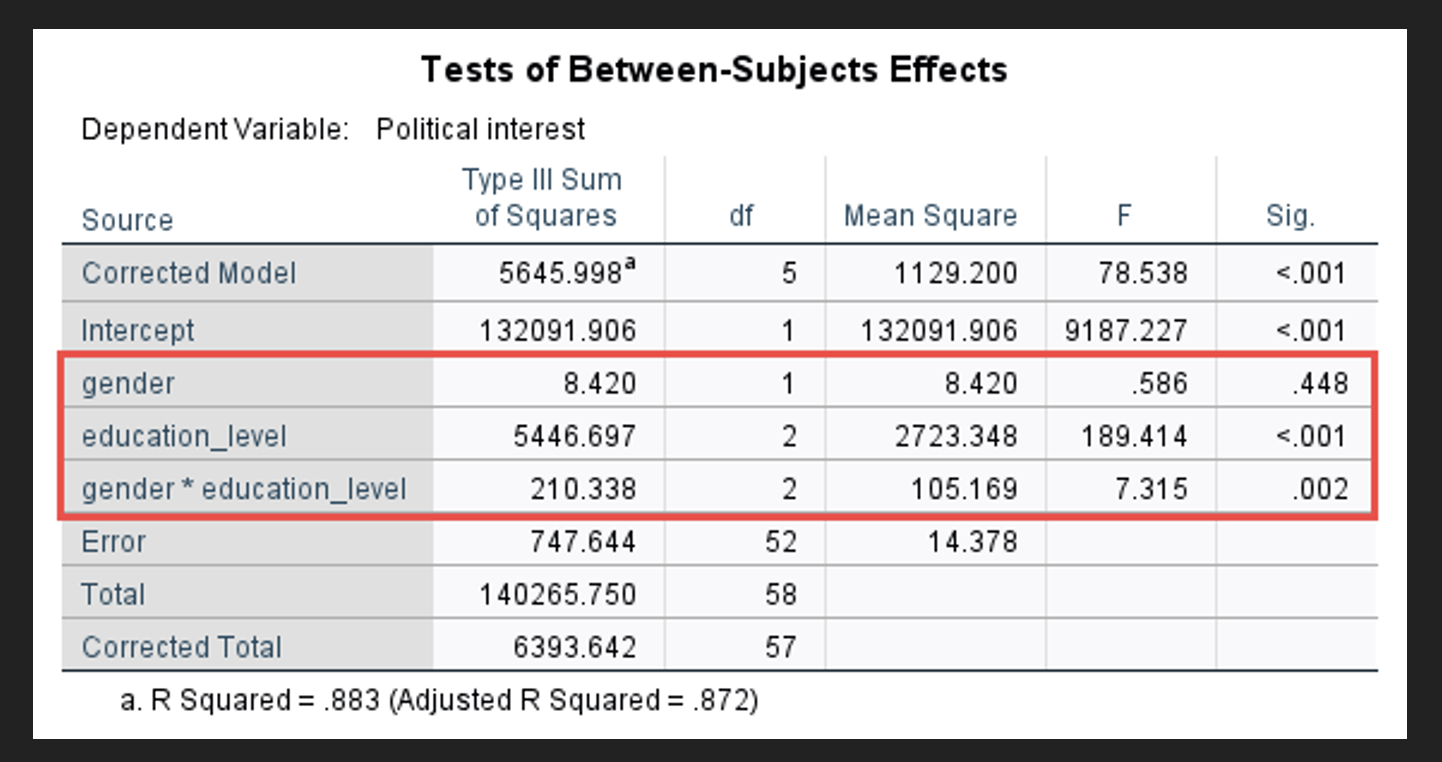 Tests of Between-Subjects Effects
Dependent Variable: Political interest
Source Type III Sum of Squares df Mean Square F Sig.
Corrected Model 5645.998a 5 1129.200 78.538 <.001
Intercept 132091.906 1 132091.906 9187.227 <.001
gender 8.420 1 8.420 .586 .448
education_level 5446.697 2 2723.348 189.414 <.001
gender * education_level 210.338 2 105.169 7.315 .002
Error 747.644 52 14.378
Total 140265.750 58
Corrected Total 6393.642 57
a. R Squared = .883 (Adjusted R Squared = .872)